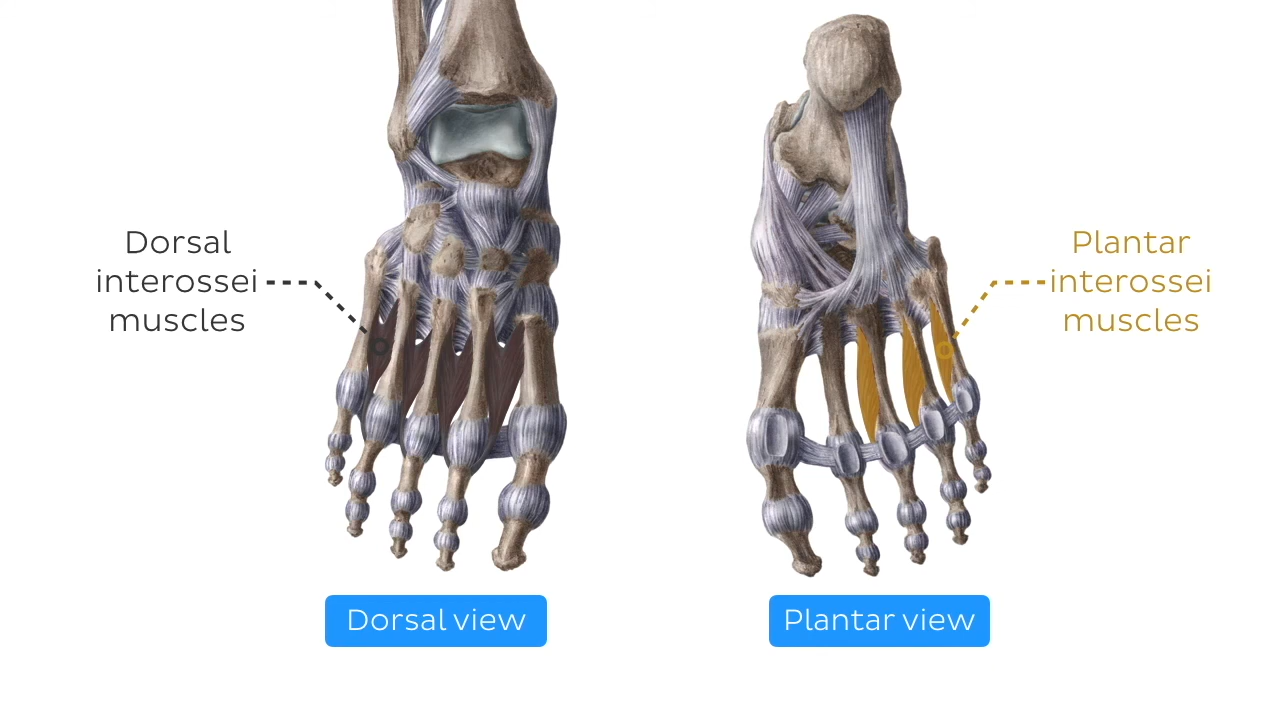 Dorsal
interossei
muscles
Plantar
interossei
muscles
Dorsal view
Plantar view